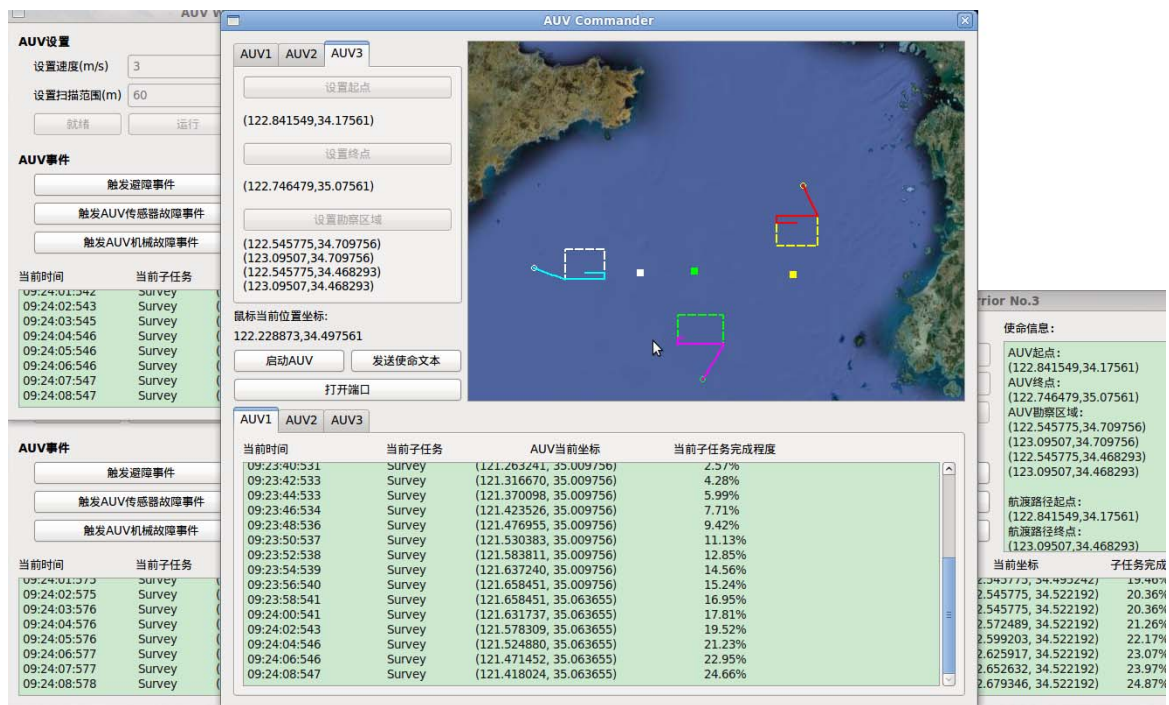 AUV W
AUV设置
设置速度(m/s)
3
设置扫描范围(m)
60
就绪
运行
AUV事件
触发避障事件
触发AUV传感器故障事件
触发AUV机械故障事件
当前时间 当前子任务
09:24:01:542 Survey (
09:24:02:543 Survey (
09:24:03:545 Survey (
09:24:04:546 Survey (
09:24:05:546 Survey (
09:24:06:546 Survey (
09:24:07:547 Survey (
09:24:08:547 Survey (
AUV事件
触发避障事件
触发AUV传感器故障事件
触发AUV机械故障事件
当前时间 当前子任务
09:24:01:575 Survey (
09:24:02:575 Survey (
09:24:03:576 Survey (
09:24:04:576 Survey (
09:24:05:576 Survey (
09:24:06:577 Survey (
09:24:07:577 Survey (
09:24:08:578 Survey (
AUV Commander
AUV1 AUV2 AUV3
设置起点
(122.841549,34.17561)
设置终点
(122.746479,35.07561)
设置勘察区域
(122.545775,34.709756)
(123.09507,34.709756)
(122.545775,34.468293)
(123.09507,34.468293)
鼠标当前位置坐标:
122.228873,34.497561
启动AUV 发送使命文本
打开端口
AUV1 AUV2 AUV3
当前时间 当前子任务 AUV当前坐标 当前子任务完成程度
09:23:40:531 Survey (121.263241, 35.009756) 2.57%
09:23:42:533 Survey (121.316670, 35.009756) 4.28%
09:23:44:533 Survey (121.370098, 35.009756) 5.99%
09:23:46:534 Survey (121.423526, 35.009756) 7.71%
09:23:48:536 Survey (121.476955, 35.009756) 9.42%
09:23:50:537 Survey (121.530383, 35.009756) 11.13%
09:23:52:538 Survey (121.583811, 35.009756) 12.85%
09:23:54:539 Survey (121.637240, 35.009756) 14.56%
09:23:56:540 Survey (121.658451, 35.009756) 15.24%
09:23:58:541 Survey (121.658451, 35.063655) 16.95%
09:24:00:541 Survey (121.631737, 35.063655) 17.81%
09:24:02:543 Survey (121.578309, 35.063655) 19.52%
09:24:04:546 Survey (121.524880, 35.063655) 21.23%
09:24:06:546 Survey (121.471452, 35.063655) 22.95%
09:24:08:547 Survey (121.418024, 35.063655) 24.66%
rrior No.3
使命信息:
AUV起点:
(122.841549,34.17561)
AUV终点:
(122.746479,35.07561)
AUV勘察区域:
(122.545775,34.709756)
(123.09507,34.709756)
(122.545775,34.468293)
(123.09507,34.468293)
航渡路径起点:
(122.841549,34.17561)
航渡路径终点:
(123.09507,34.468293)
当前坐标 子任务完成
2.545775, 34.495242) 19.46%
2.545775, 34.522192) 20.36%
2.545775, 34.522192) 20.36%
2.572489, 34.522192) 21.26%
2.599203, 34.522192) 22.17%
2.625917, 34.522192) 23.07%
2.652632, 34.522192) 23.97%
2.679346, 34.522192) 24.87%